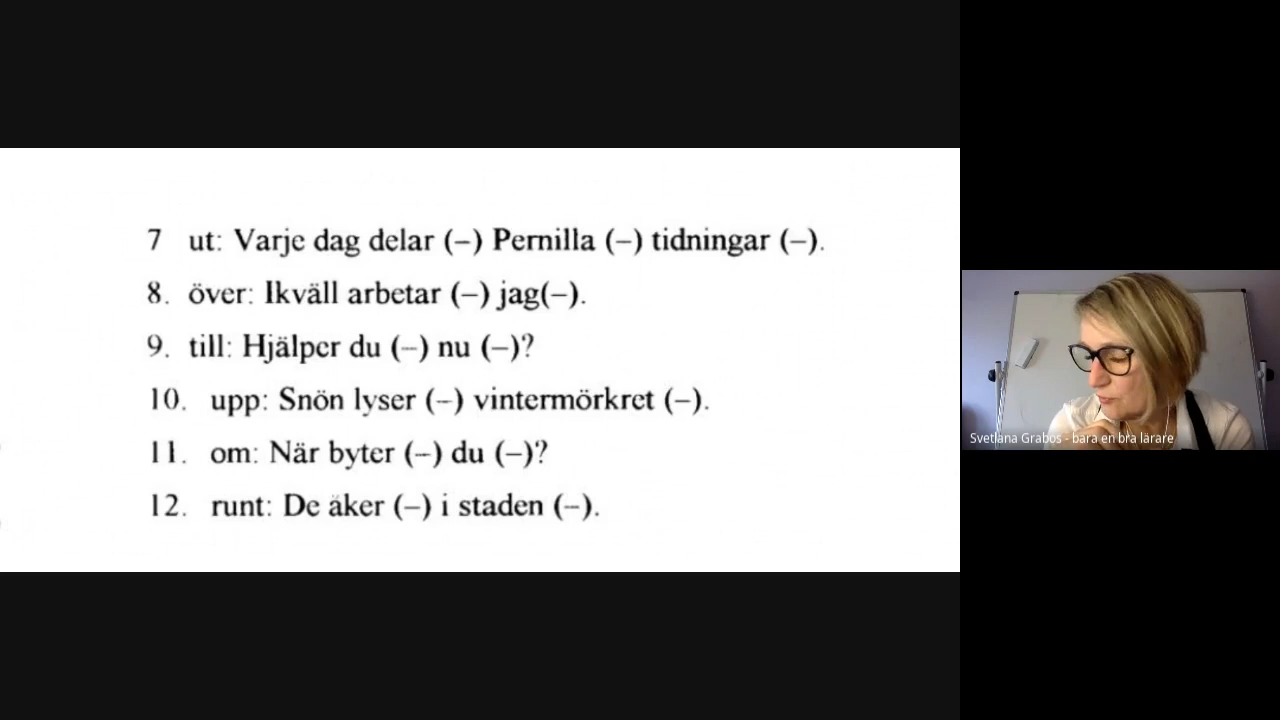 7 ut: Varje dag delar (–) Pernilla (–) tidningar (–).
8. över: Ikväll arbetar (–) jag(–).
9. till: Hjälper du (–) nu (–)?
10. upp: Snön lyser (–) vintermörkret (–).
11. om: När byter (–) du (–)?
12. runt: De åker (–) i staden (–).
Svetlana Grabos - bara en bra lärare